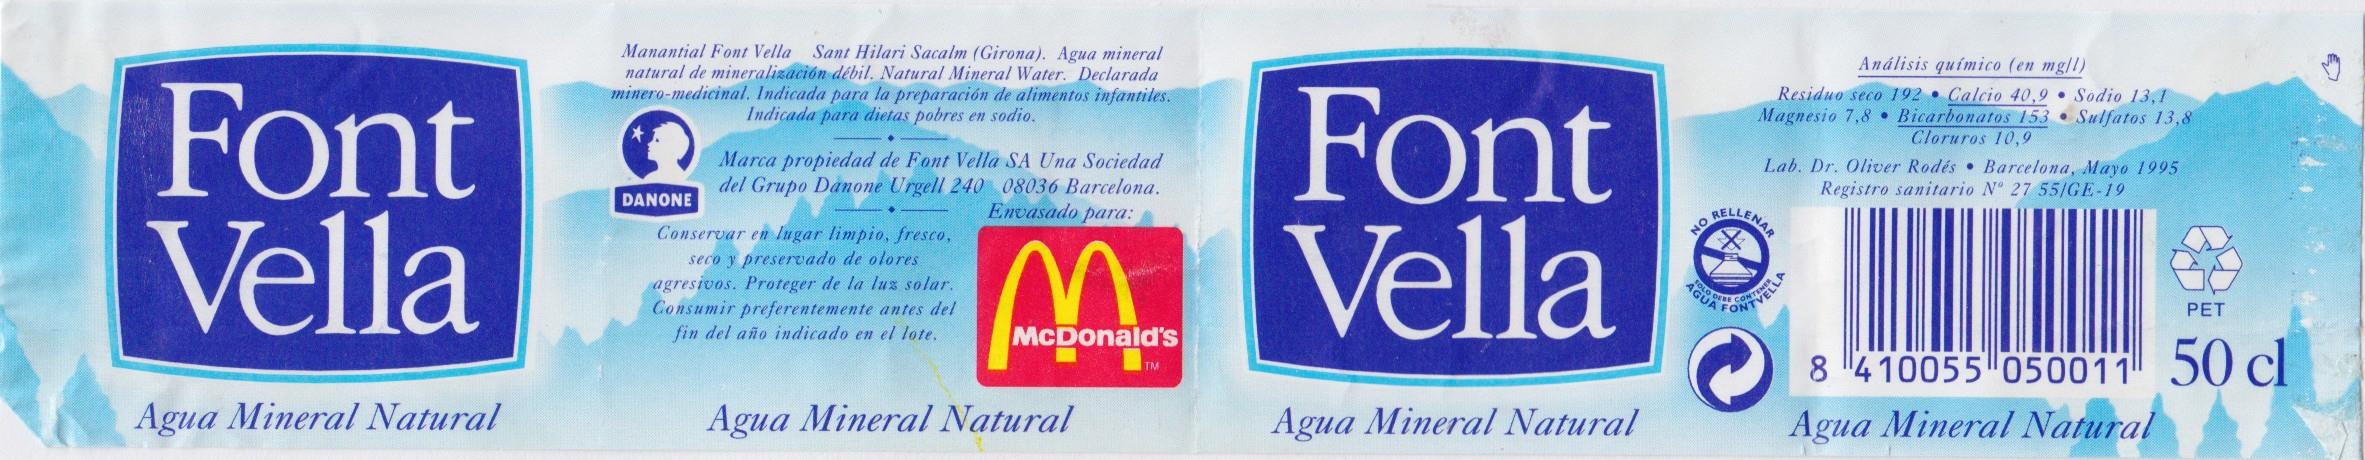 Font
Vella
Agua Mineral Natural
Manantial Font Vella Sant Hilari Sacalm (Girona). Agua mineral
natural de mineralización débil. Natural Mineral Water. Declarada
minero-medicinal. Indicada para la preparación de alimentos infantiles.
Indicada para dietas pobres en sodio.
DANONE
Marca propiedad de Font Vella SA Una Sociedad
del Grupo Danone Urgell 240 08036 Barcelona.
Envasado para:
Conservar en lugar limpio, fresco,
seco y preservado de olores
agresivos. Proteger de la luz solar.
Consumir preferentemente antes del
fin del año indicado en el lote.
McDonald's
TM
Agua Mineral Natural
Font
Vella
Agua Mineral Natural
Análisis químico (en mg/l)
Residuo seco 192 • Calcio 40,9 • Sodio 13,1
Magnesio 7,8 • Bicarbonatos 153 • Sulfatos 13,8
Cloruros 10,9
Lab. Dr. Oliver Rodés • Barcelona, Mayo 1995
Registro sanitario Nº 27 55/GE-19
NO RELLENAR
SOLO DEBE CONTENER
AGUA FONTVELLA
8 410055 050011
PET
50 cl
Agua Mineral Natural